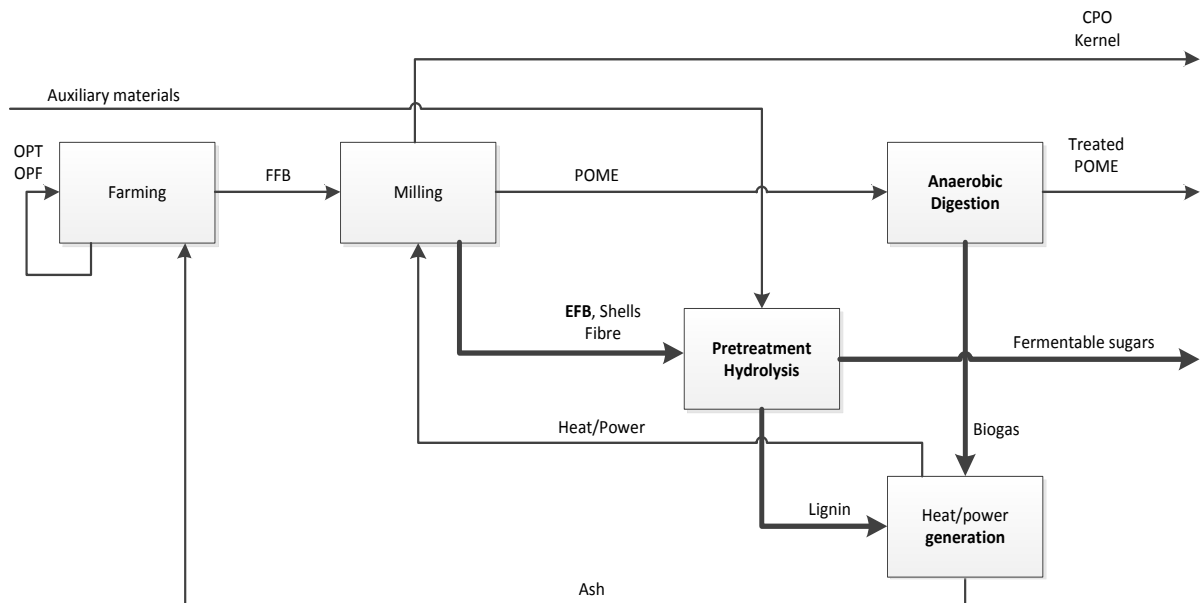 CPO
Kernel
Auxiliary materials
OPT
OPF
Farming
FFB
Milling
POME
Anaerobic
Digestion
Treated
POME
EFB, Shells
Fibre
Pretreatment
Hydrolysis
Fermentable sugars
Heat/Power
Biogas
Lignin
Heat/power
generation
Ash